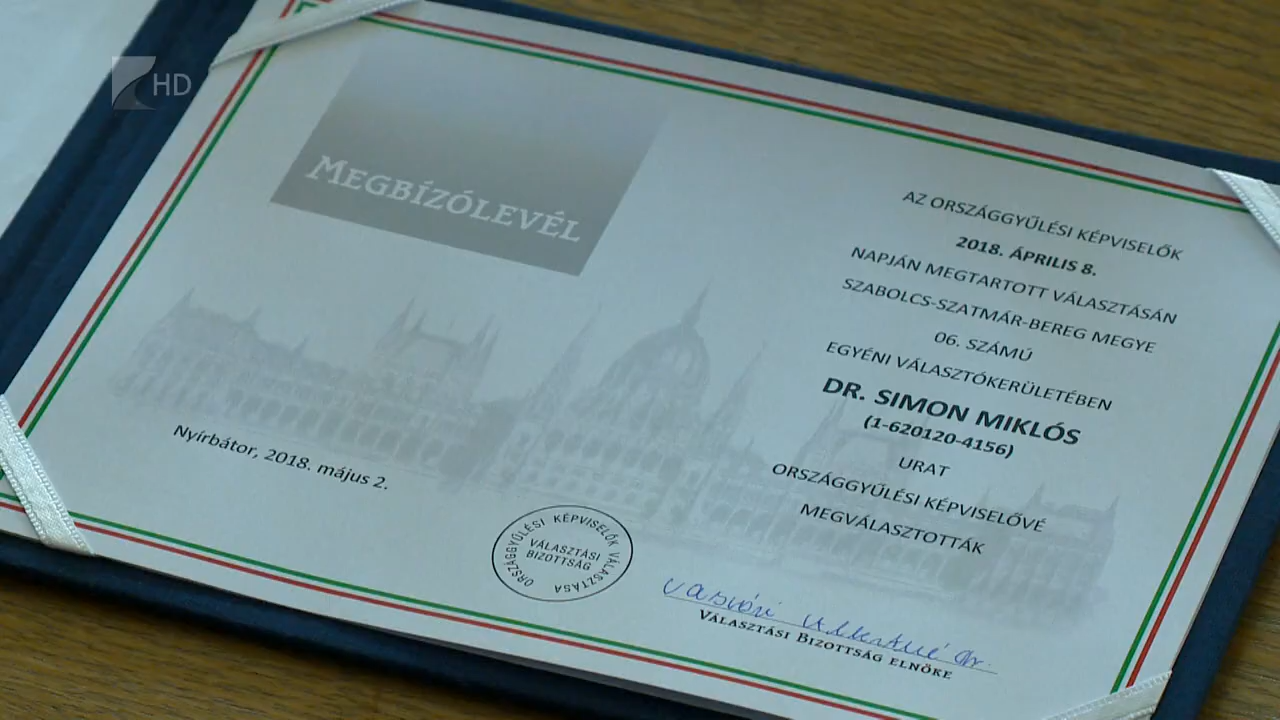 HD
MEGBÍZÓLEVÉL
AZ ORSZÁGGYŰLÉSI KÉPVISELŐK
2018. ÁPRILIS 8.
NAPJÁN MEGTARTOTT VÁLASZTÁSÁN
SZABOLCS-SZATMÁR-BEREG MEGYE
06. SZÁMÚ
EGYÉNI VÁLASZTÓKERÜLETÉBEN
DR. SIMON MIKLÓS
(1-620120-4156)
URAT
ORSZÁGGYŰLÉSI KÉPVISELŐVÉ
MEGVÁLASZTOTTÁK
Nyírbátor, 2018. május 2.
ORSZÁGGYŰLÉSI KÉPVISELŐK VÁLASZTÁSA
VÁLASZTÁSI
BIZOTTSÁG
VÁLASZTÁSI BIZOTTSÁG ELNÖKE